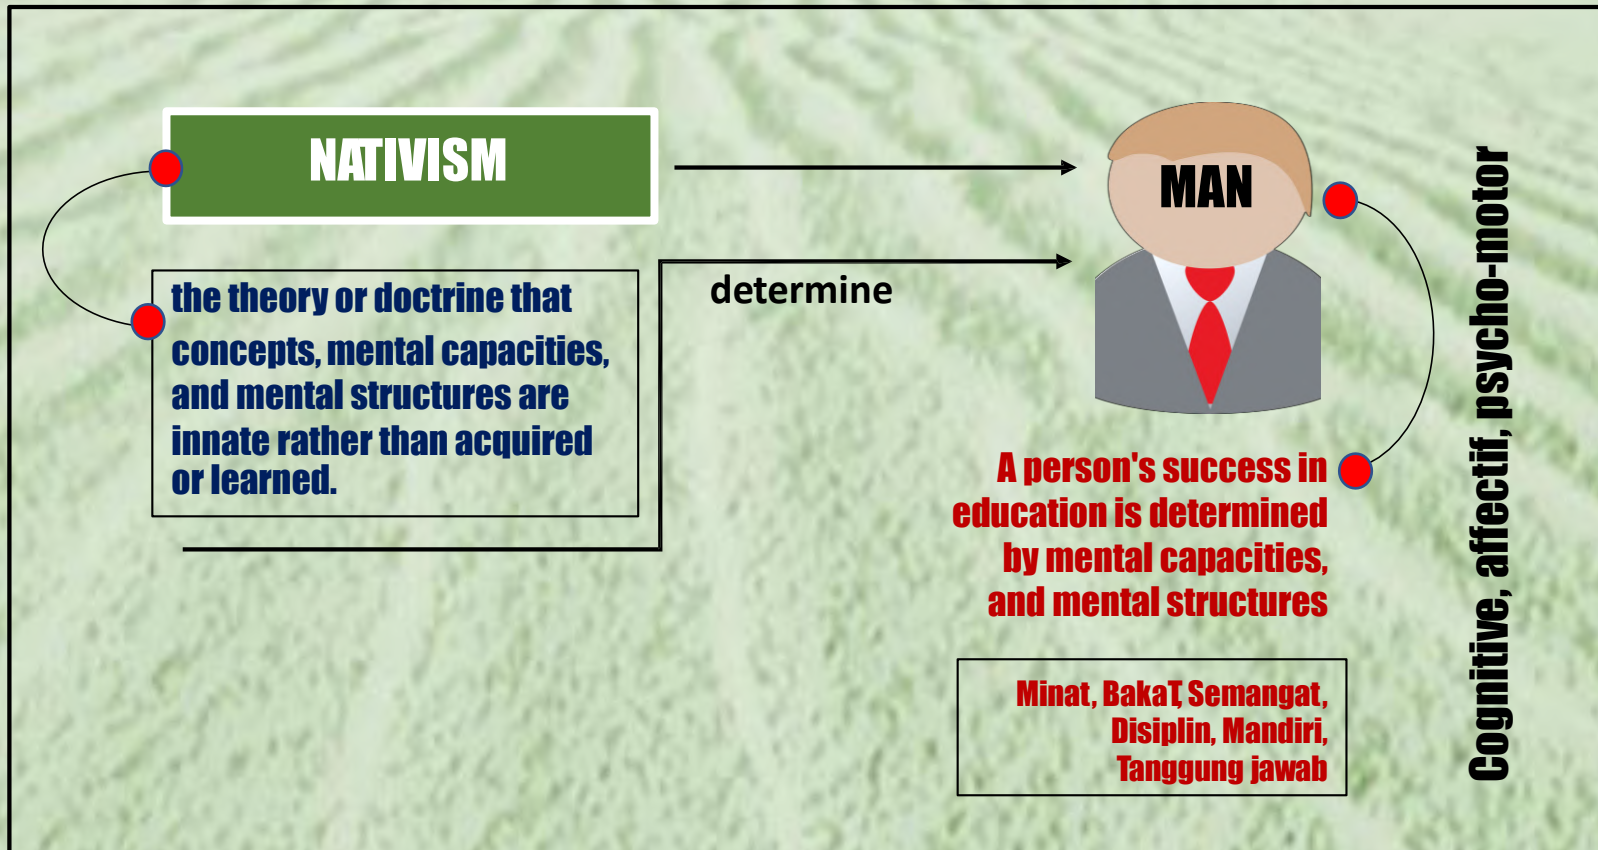 NATIVISM
the theory or doctrine that
concepts, mental capacities,
and mental structures are
innate rather than acquired
or learned.
determine
MAN
A person's success in
education is determined
by mental capacities,
and mental structures
Minat, BakaT, Semangat,
Disiplin, Mandiri,
Tanggung jawab
Cognitive, affectif, psycho-motor